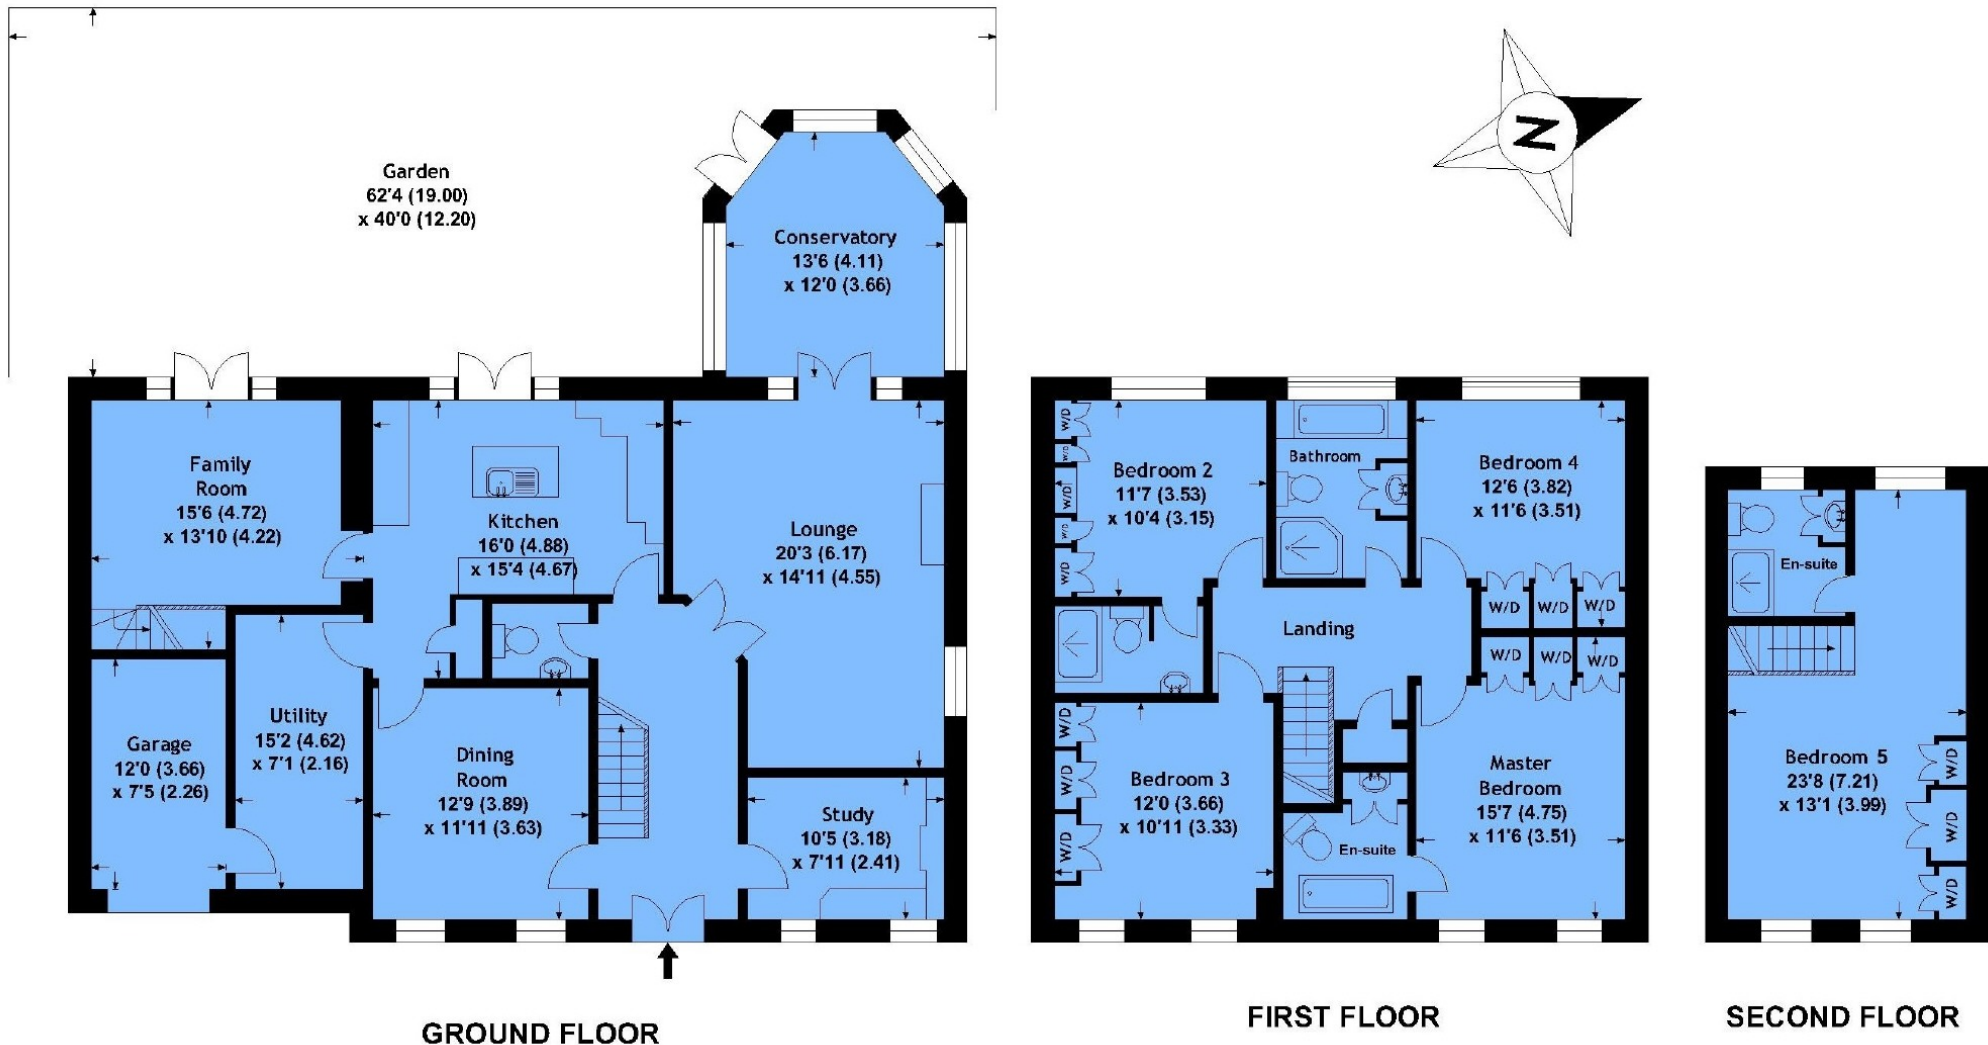 Garden
62'4 (19.00)
x 40'0 (12.20)
Conservatory
13'6 (4.11)
x 12'0 (3.66)
Family
Room
15'6 (4.72)
x 13'10 (4.22)
Kitchen
16'0 (4.88)
x 15'4 (4.67)
Lounge
20'3 (6.17)
x 14'11 (4.55)
Garage
12'0 (3.66)
x 7'5 (2.26)
Utility
15'2 (4.62)
x 7'1 (2.16)
Dining
Room
12'9 (3.89)
x 11'11 (3.63)
Study
10'5 (3.18)
x 7'11 (2.41)
GROUND FLOOR
N
W/D
W/D
W/D
W/D
W/D
Bedroom 2
11'7 (3.53)
x 10'4 (3.15)
Bathroom
Bedroom 4
12'6 (3.82)
x 11'6 (3.51)
W/D
W/D
W/D
Landing
W/D
W/D
W/D
W/D
W/D
W/D
Bedroom 3
12'0 (3.66)
x 10'11 (3.33)
En-suite
Master
Bedroom
15'7 (4.75)
x 11'6 (3.51)
FIRST FLOOR
En-suite
Bedroom 5
23'8 (7.21)
x 13'1 (3.99)
W/D
W/D
W/D
SECOND FLOOR